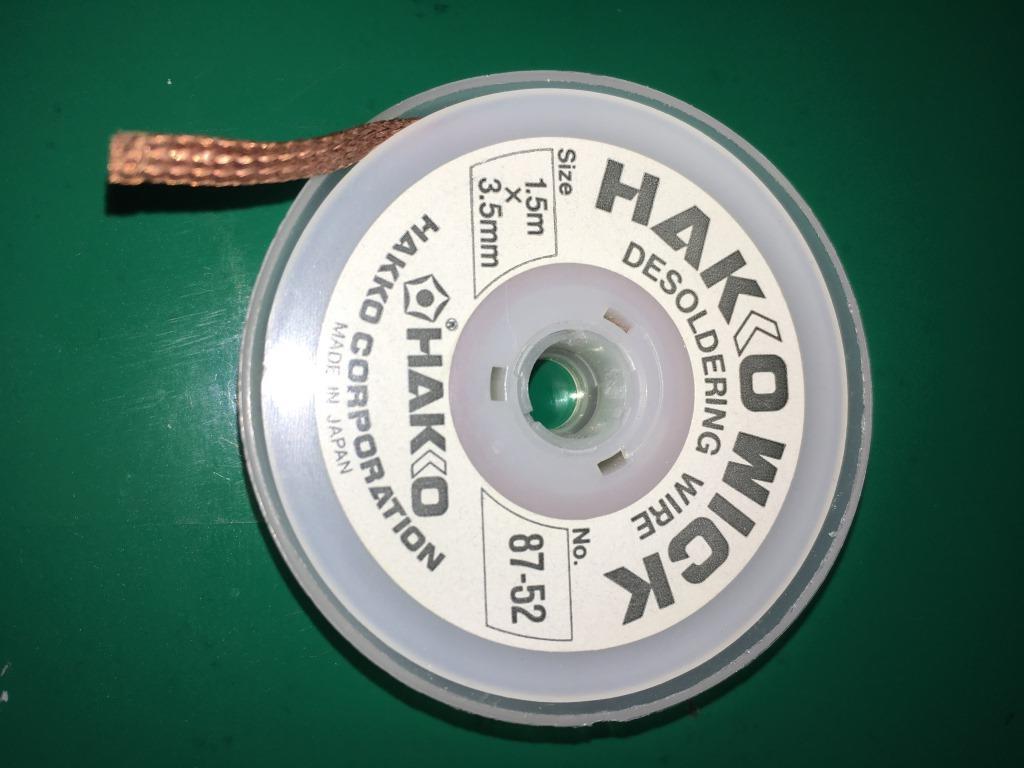 HAKKO WICK
DESOLDERING WIRE
Size
1.5m
×
3.5mm
No.
87-52
HAKKO®
HAKKO CORPORATION
MADE IN JAPAN